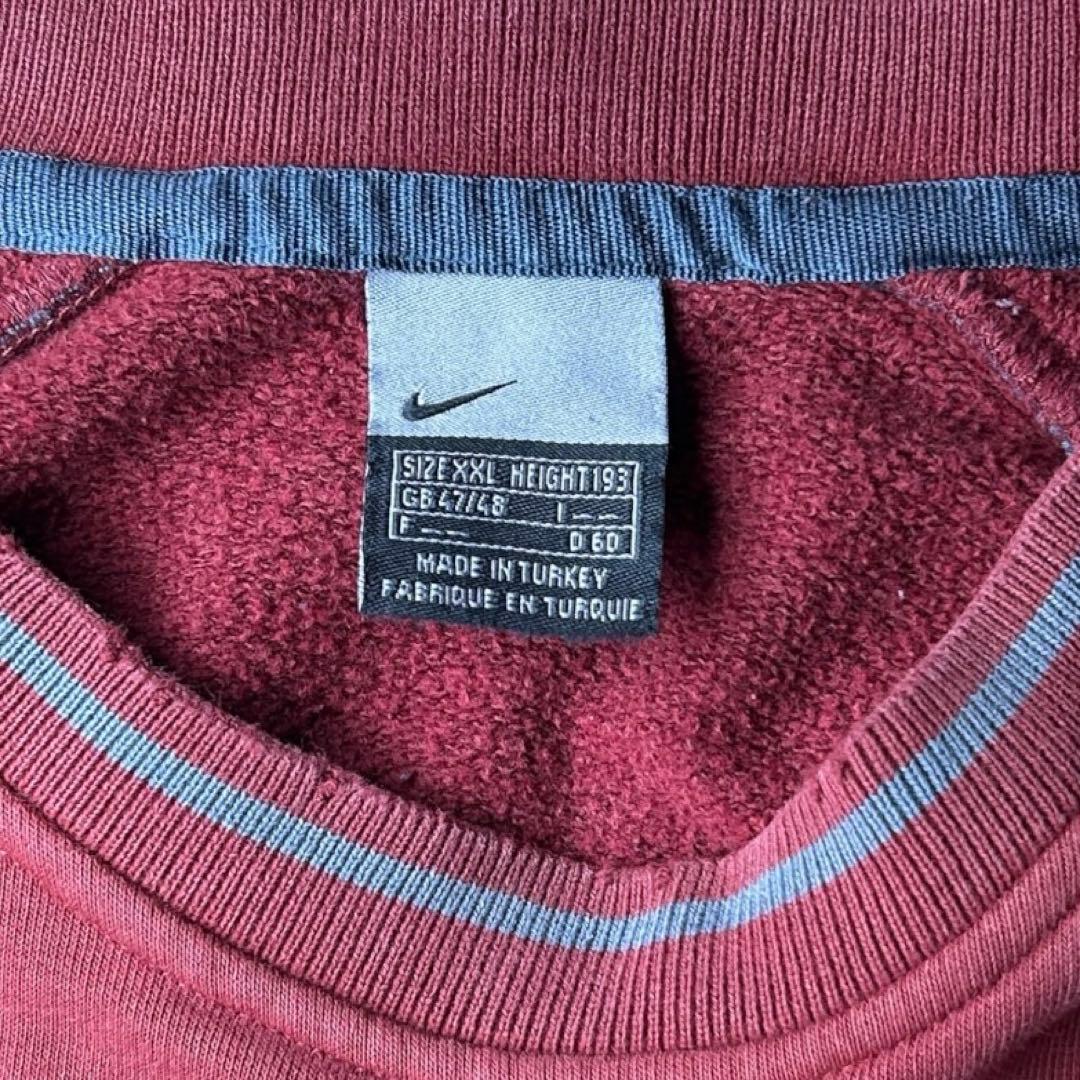 SIZE XXL HEIGHT 193
GB 47/48 I -- --
F -- -- D 60
MADE IN TURKEY
FABRIQUE EN TURQUIE